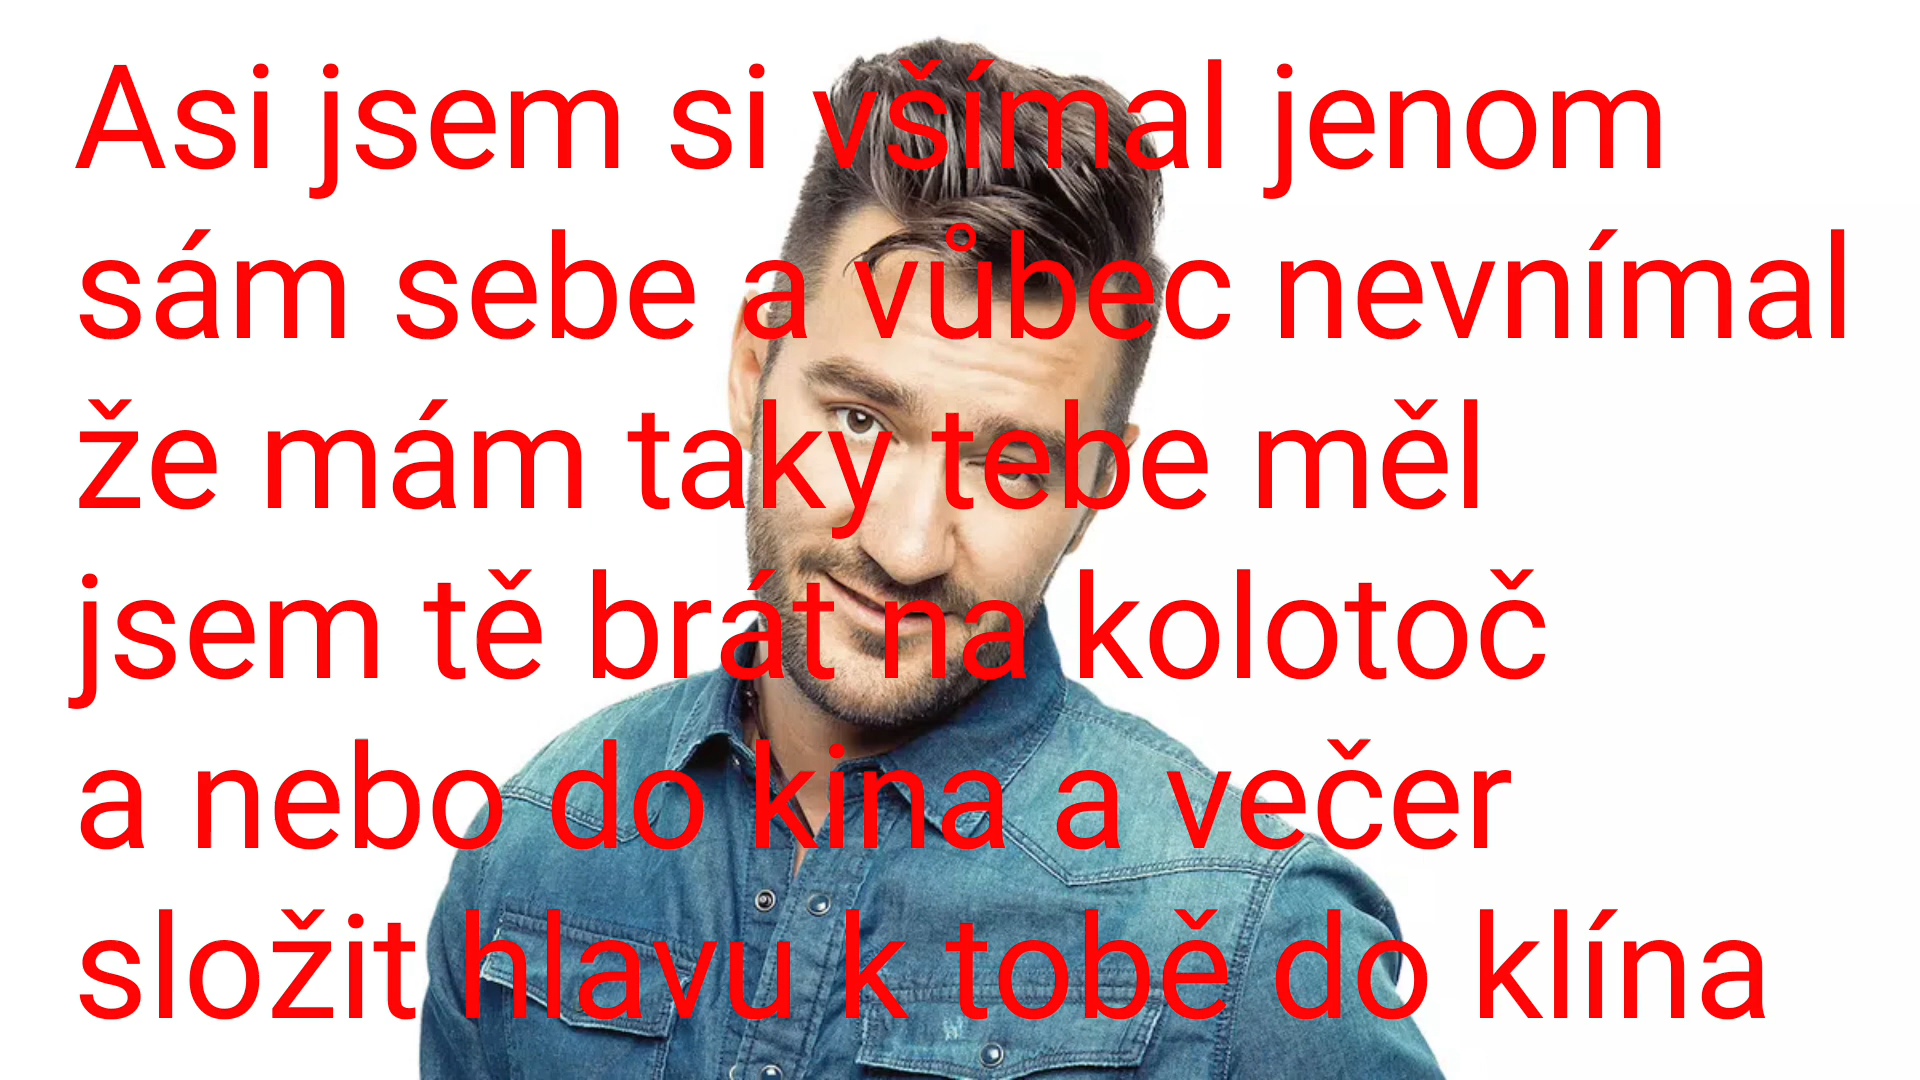 Asi jsem si všímal jenom
sám sebe a vůbec nevnímal
že mám taky tebe měl
jsem tě brát na kolotoč
a nebo do kina a večer
složit hlavu k tobě do klína